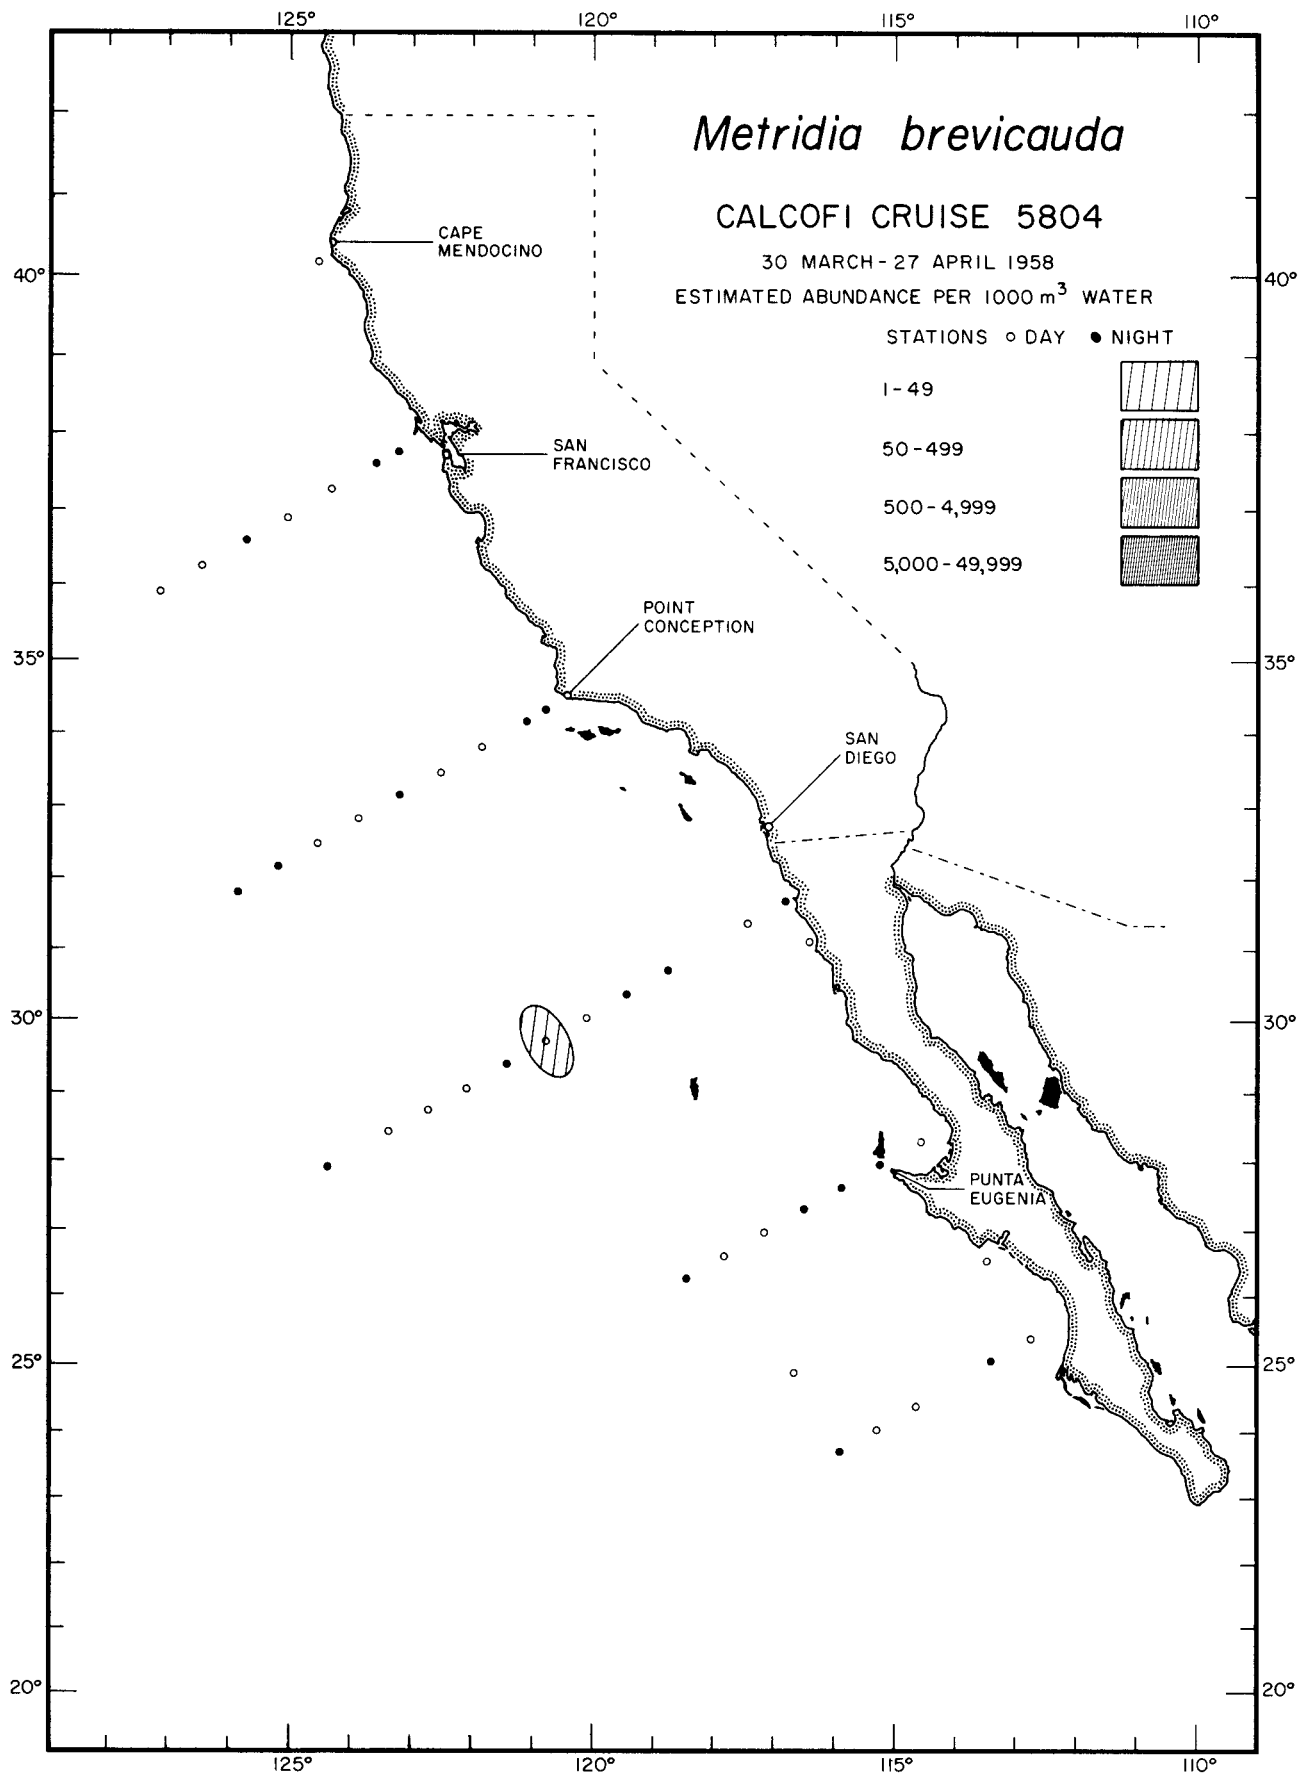 125° 120° 115° 110°
Metridia brevicauda
CALCOFI CRUISE 5804
30 MARCH - 27 APRIL 1958
ESTIMATED ABUNDANCE PER 1000 m³ WATER
STATIONS ○ DAY ● NIGHT
1 - 49
50 - 499
500 - 4,999
5,000 - 49,999
CAPE
MENDOCINO
40° 40°
SAN
FRANCISCO
POINT
CONCEPTION
35° 35°
SAN
DIEGO
30° 30°
PUNTA
EUGENIA
25° 25°
20° 20°
125° 120° 115° 110°